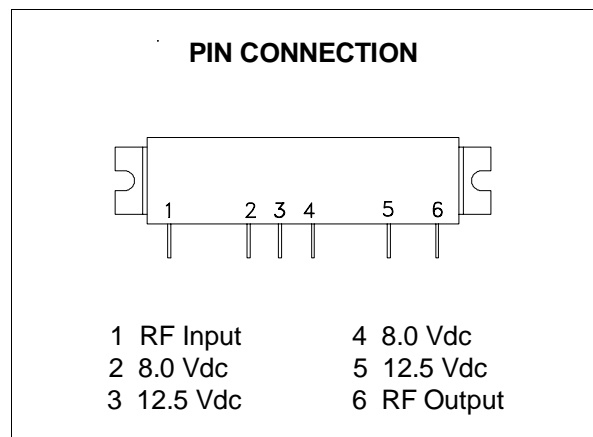 PIN CONNECTION
1 2 3 4 5 6
1 RF Input
2 8.0 Vdc
3 12.5 Vdc
4 8.0 Vdc
5 12.5 Vdc
6 RF Output